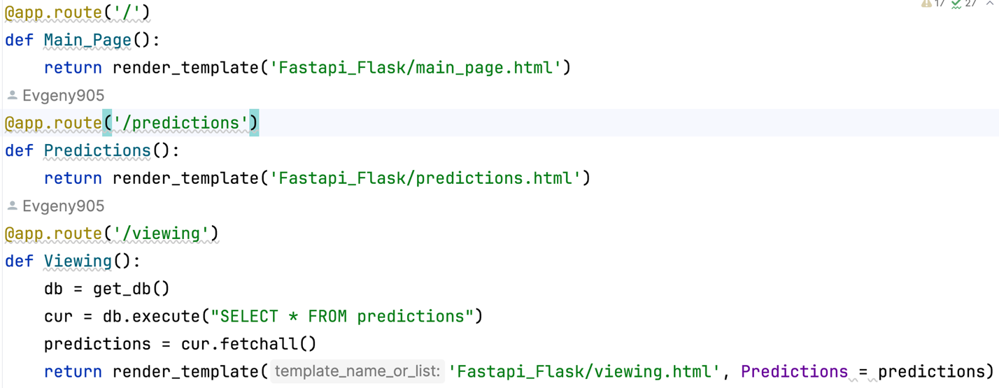 17 27
@app.route('/')
def Main_Page():
    return render_template('Fastapi_Flask/main_page.html')
Evgeny905
@app.route('/predictions')
def Predictions():
    return render_template('Fastapi_Flask/predictions.html')
Evgeny905
@app.route('/viewing')
def Viewing():
    db = get_db()
    cur = db.execute("SELECT * FROM predictions")
    predictions = cur.fetchall()
    return render_template( template_name_or_list: 'Fastapi_Flask/viewing.html', Predictions = predictions)